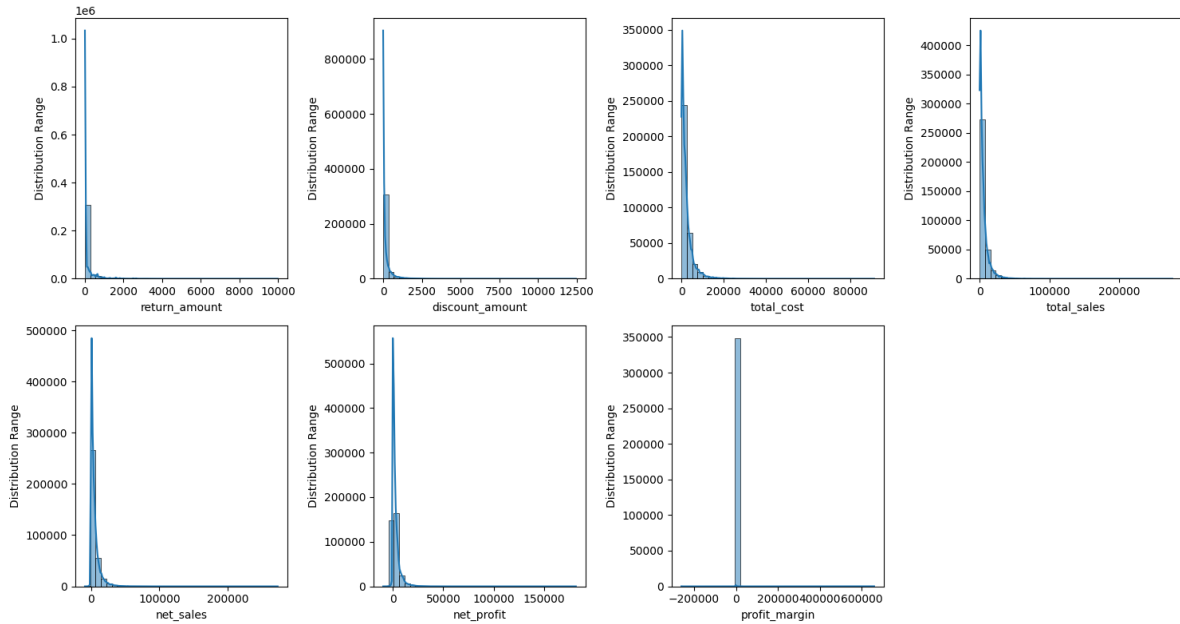 1e6
1.0
0.8
0.6
0.4
0.2
0.0
Distribution Range
0 2000 4000 6000 8000 10000
return_amount
800000
600000
400000
200000
0
Distribution Range
0 2500 5000 7500 10000 12500
discount_amount
350000
300000
250000
200000
150000
100000
50000
0
Distribution Range
0 20000 40000 60000 80000
total_cost
400000
350000
300000
250000
200000
150000
100000
50000
0
Distribution Range
0 100000 200000
total_sales
500000
400000
300000
200000
100000
0
Distribution Range
0 100000 200000
net_sales
500000
400000
300000
200000
100000
0
Distribution Range
0 50000 100000 150000
net_profit
350000
300000
250000
200000
150000
100000
50000
0
Distribution Range
−200000 0 200000 400000 600000
profit_margin